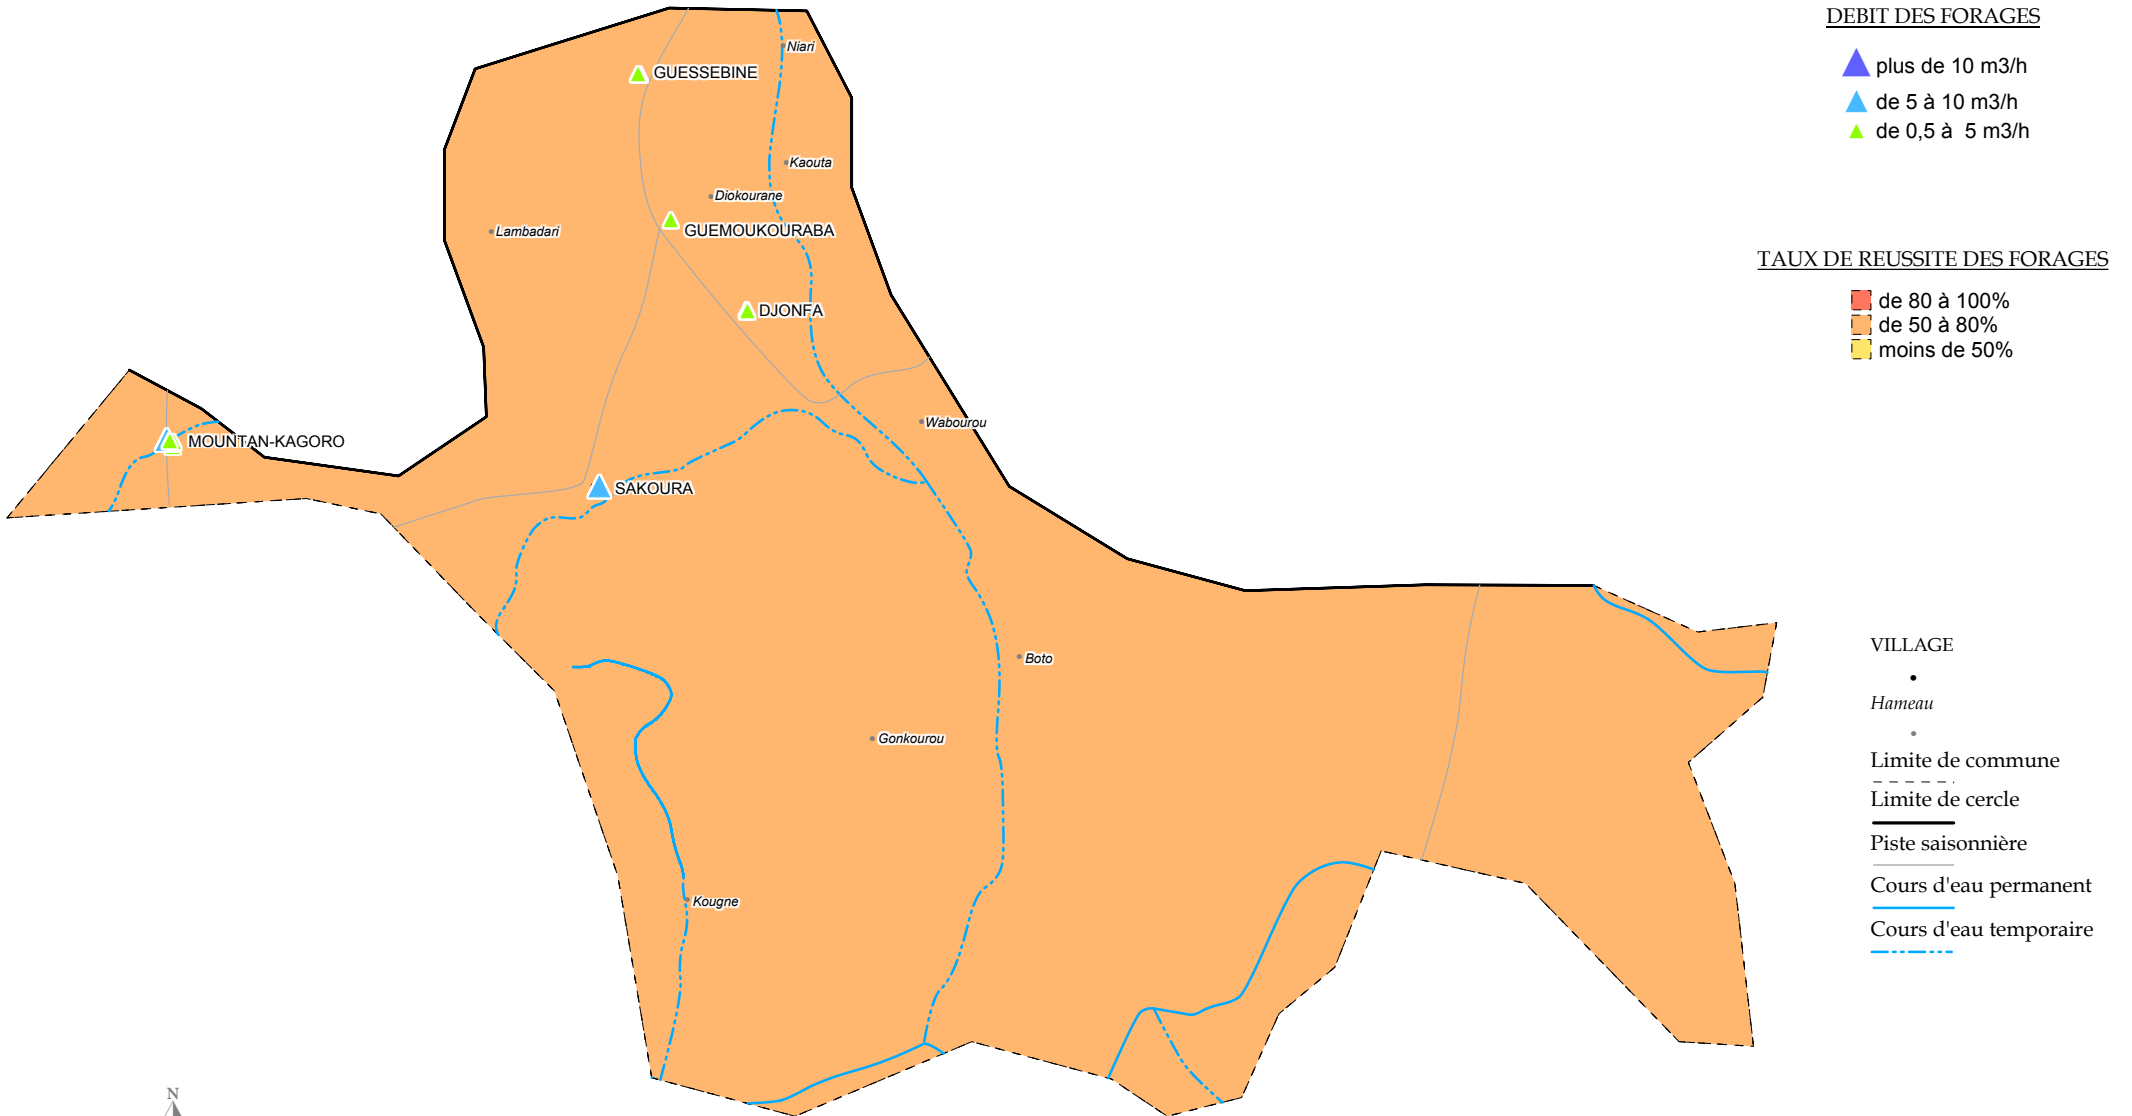 DEBIT DES FORAGES
plus de 10 m3/h
de 5 à 10 m3/h
de 0,5 à 5 m3/h
TAUX DE REUSSITE DES FORAGES
de 80 à 100%
de 50 à 80%
moins de 50%
VILLAGE
Hameau
Limite de commune
Limite de cercle
Piste saisonnière
Cours d'eau permanent
Cours d'eau temporaire
Niari
GUESSEBINE
Kaouta
Diokourane
Lambadari
GUEMOUKOURABA
DJONFA
Wabourou
MOUNTAN-KAGORO
SAKOURA
Boto
Gonkourou
Kougne
N